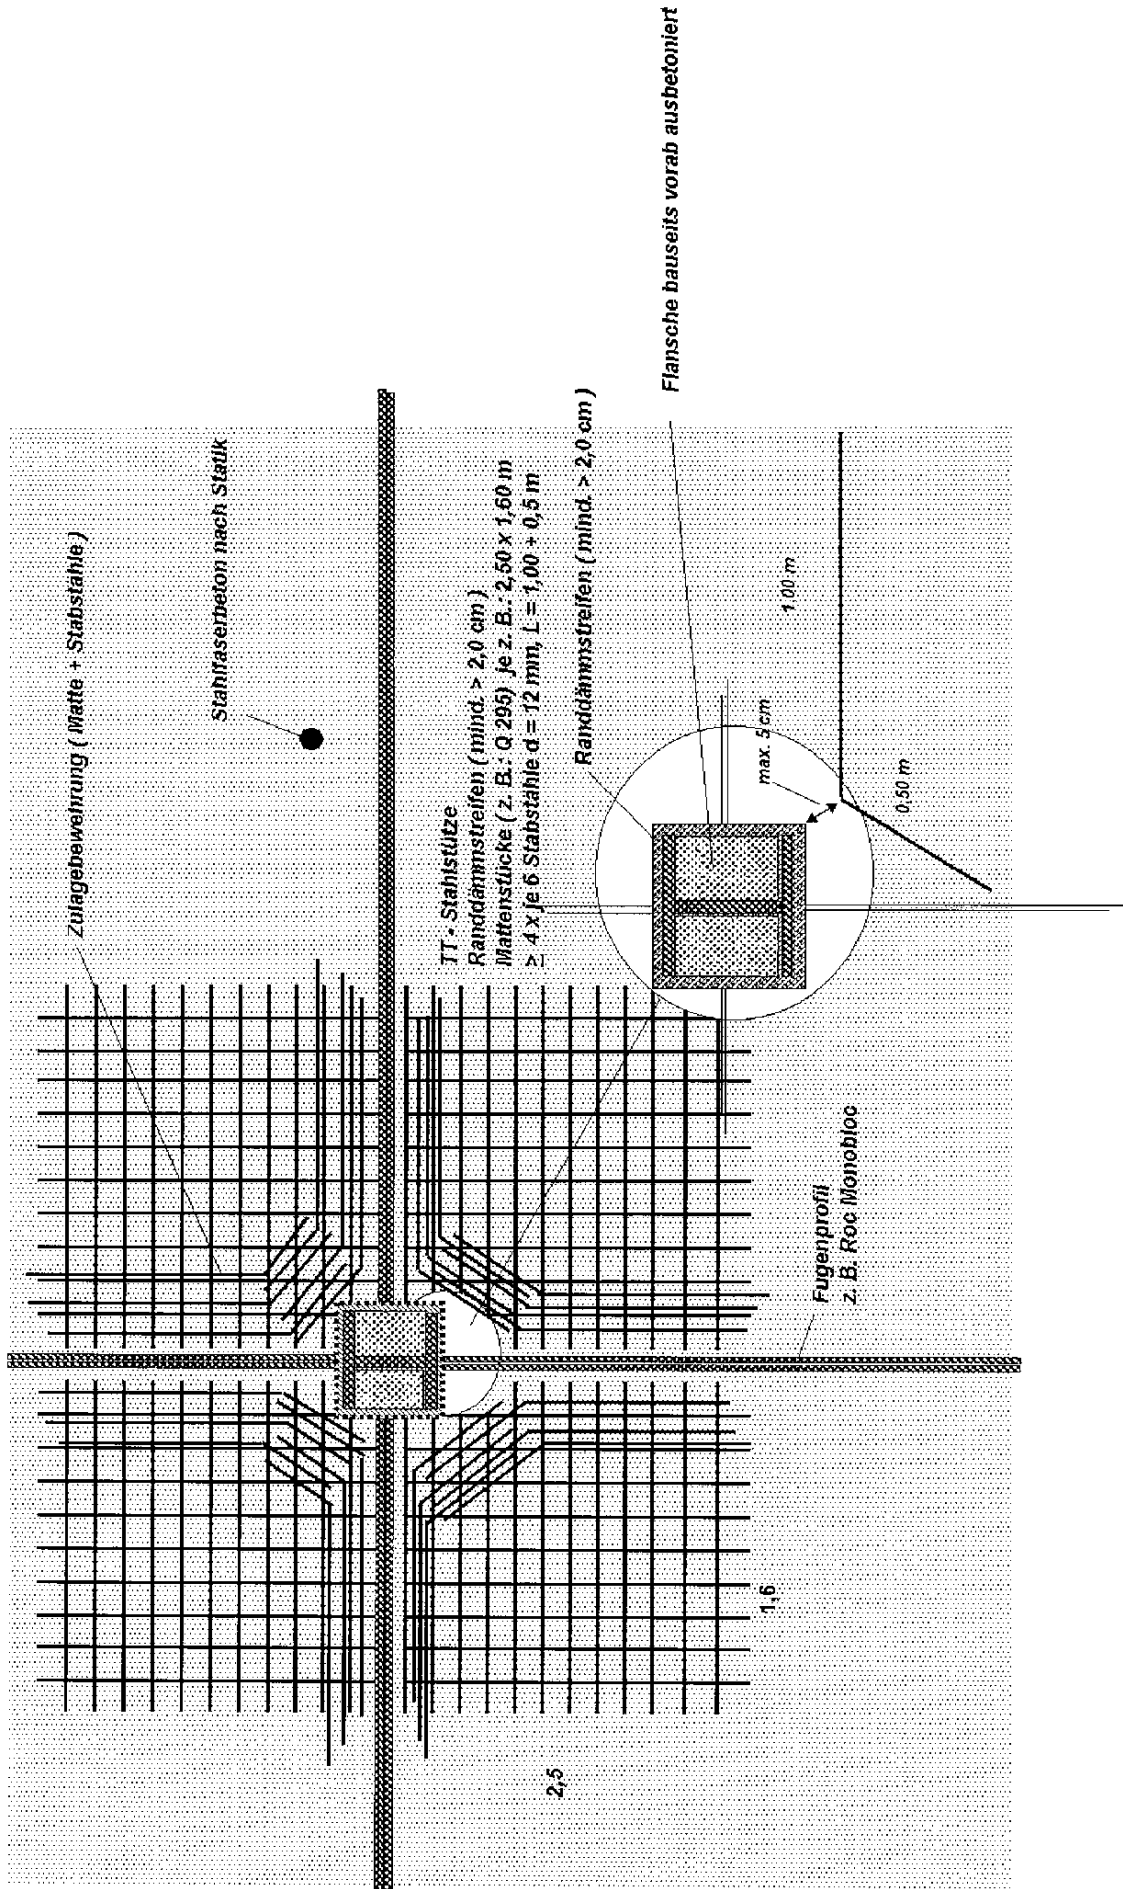 Zulagebewehrung ( Matte + Stabstähle )
Stahlfaserbeton nach Statik
TT - Stahlstütze
Randdämmstreifen ( mind. > 2,0 cm )
Mattenstücke ( z. B.: Q 295) je z. B.: 2,50 x 1,60 m
≥ 4 x je 6 Stabstähle d = 12 mm, L = 1,00 + 0,5 m
Randdämmstreifen ( mind. > 2,0 cm )
Flansche bauseits vorab ausbetoniert
1,00 m
max. 5 cm
0,50 m
Fugenprofil
z. B. Roc Monobloc
1,6
2,5